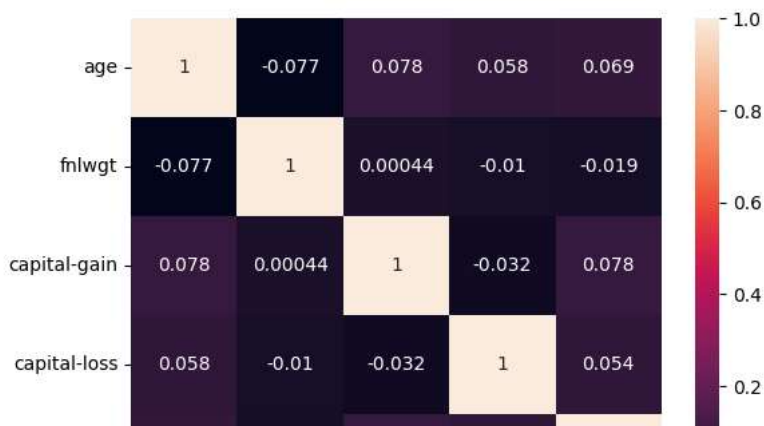 1.0
age 1 -0.077 0.078 0.058 0.069
0.8
fnlwgt -0.077 1 0.00044 -0.01 -0.019
0.6
capital-gain 0.078 0.00044 1 -0.032 0.078
0.4
capital-loss 0.058 -0.01 -0.032 1 0.054
0.2